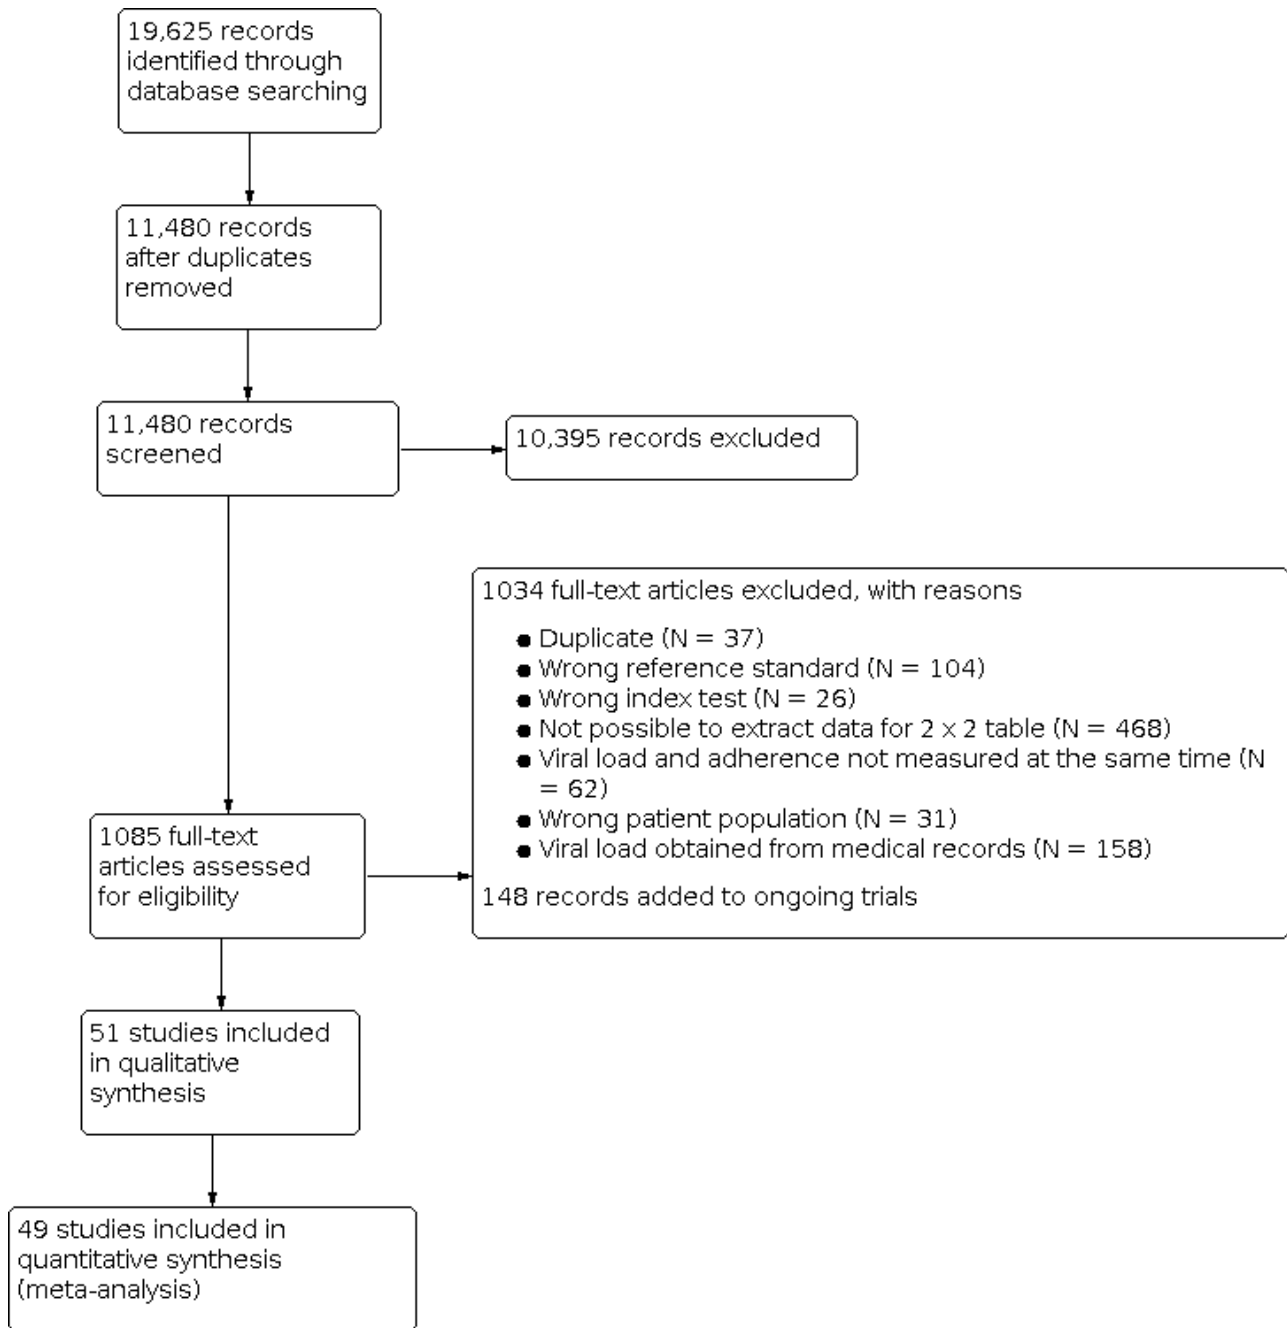 19,625 records
identified through
database searching
11,480 records
after duplicates
removed
11,480 records
screened
10,395 records excluded
1034 full-text articles excluded, with reasons
● Duplicate (N = 37)
● Wrong reference standard (N = 104)
● Wrong index test (N = 26)
● Not possible to extract data for 2 x 2 table (N = 468)
● Viral load and adherence not measured at the same time (N
= 62)
● Wrong patient population (N = 31)
● Viral load obtained from medical records (N = 158)
148 records added to ongoing trials
1085 full-text
articles assessed
for eligibility
51 studies included
in qualitative
synthesis
49 studies included in
quantitative synthesis
(meta-analysis)